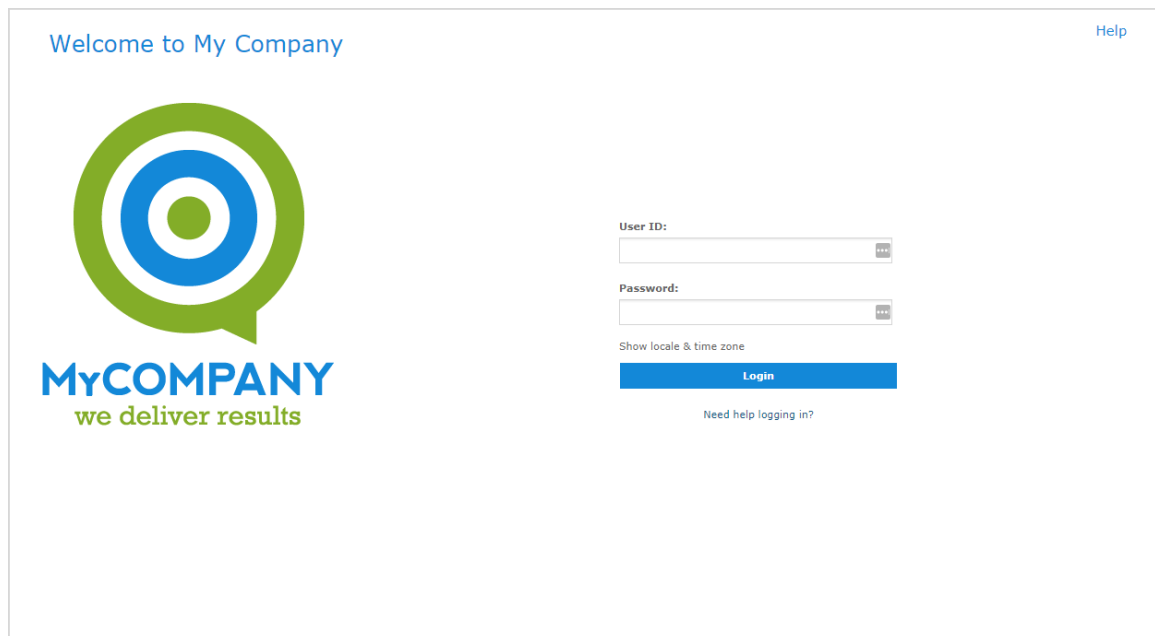 Welcome to My Company
Help
MyCOMPANY
we deliver results
User ID:
Password:
Show locale & time zone
Login
Need help logging in?